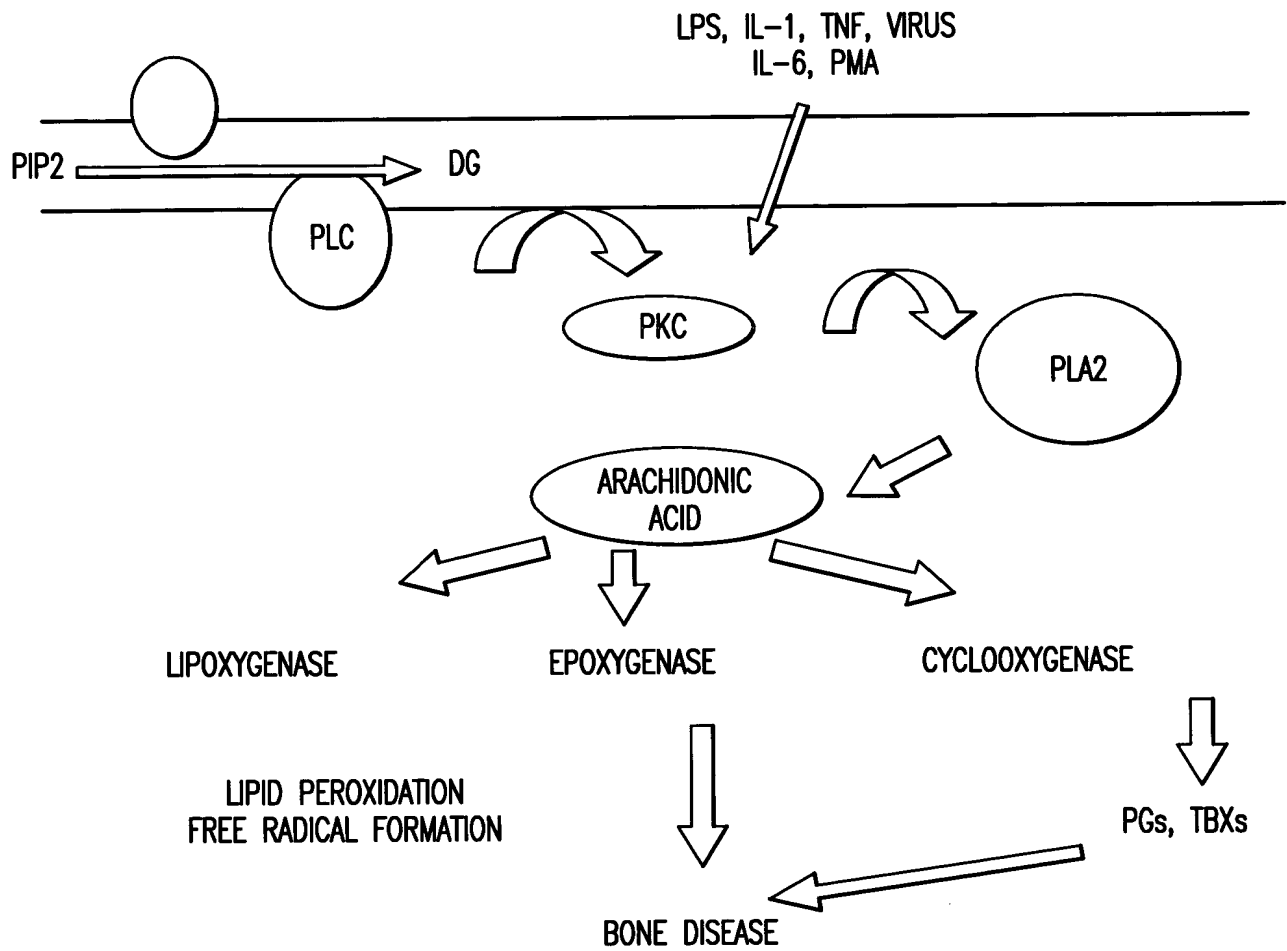 LPS, IL-1, TNF, VIRUS
IL-6, PMA
PIP2
DG
PLC
PKC
PLA2
ARACHIDONIC
ACID
LIPOXYGENASE
EPOXYGENASE
CYCLOOXYGENASE
LIPID PEROXIDATION
FREE RADICAL FORMATION
PGs, TBXs
BONE DISEASE